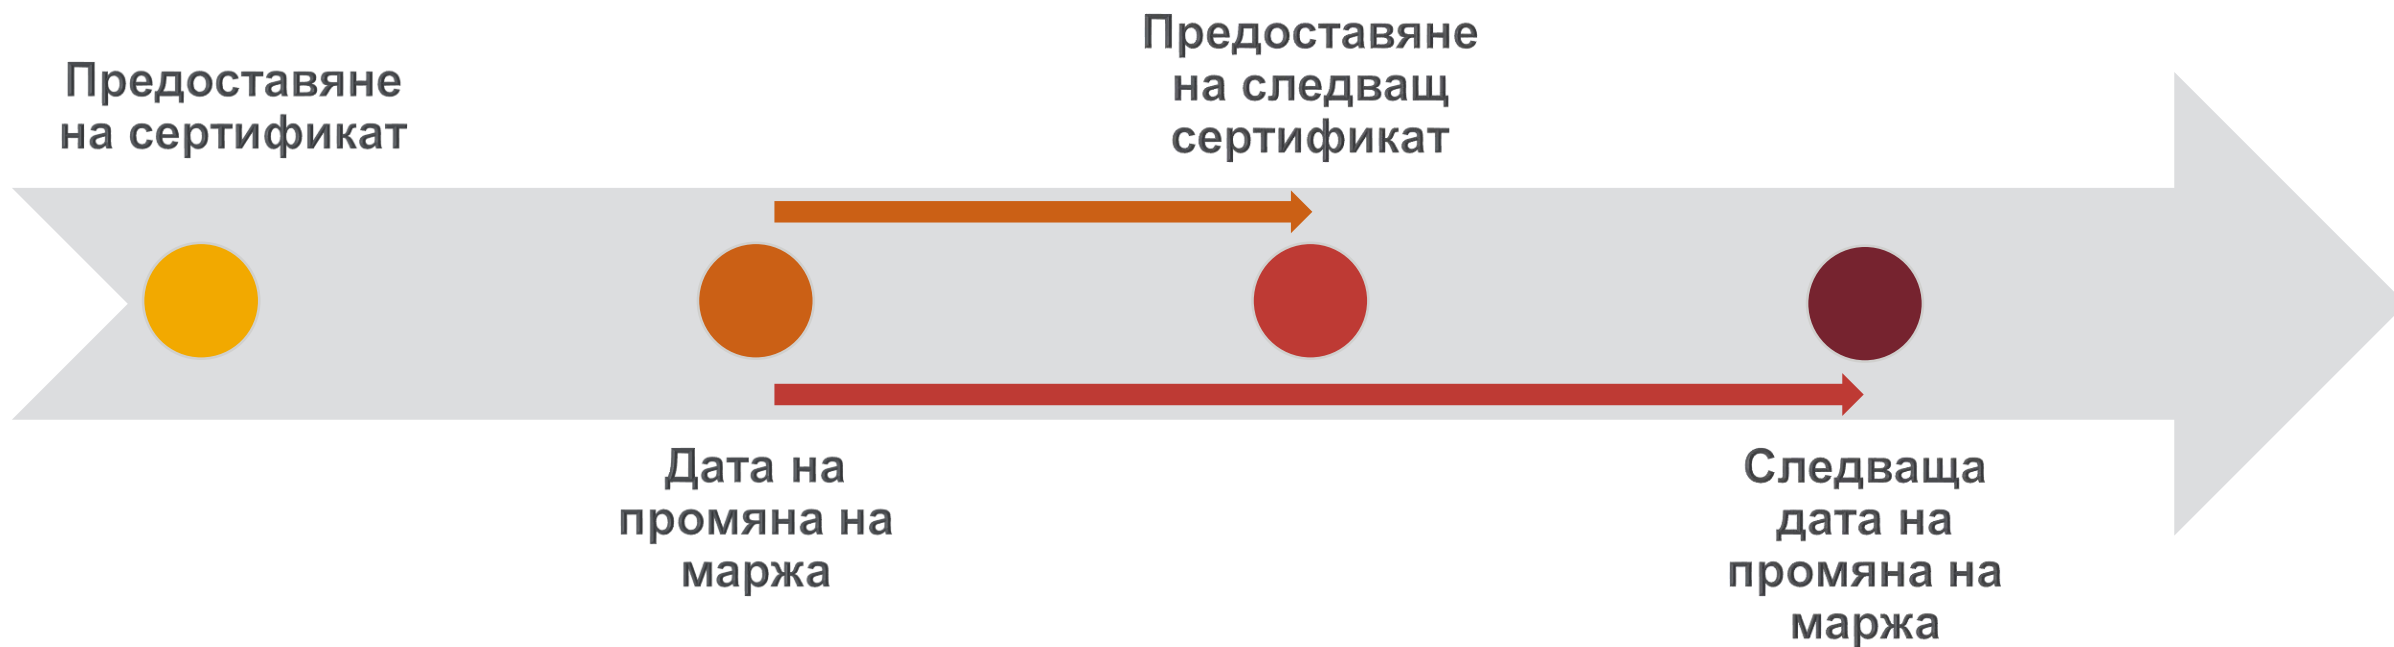 Предоставяне
на сертификат
Предоставяне
на следващ
сертификат
Дата на
промяна на
маржа
Следваща
дата на
промяна на
маржа